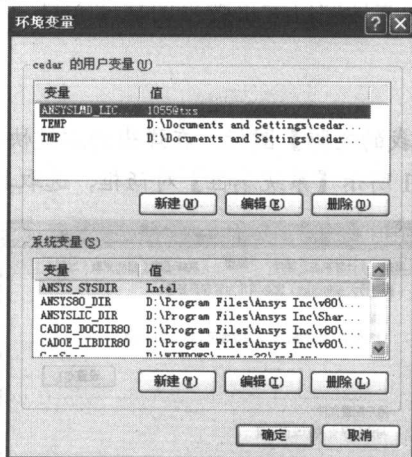 环境变量
cedar 的用户变量(U)
变量 值
ANSYSLMD_LIC... 1055@txs
TEMP D:\Documents and Settings\cedar...
TMP D:\Documents and Settings\cedar...
新建(N) 编辑(E) 删除(D)
系统变量(S)
变量 值
ANSYS_SYSDIR Intel
ANSYS80_DIR D:\Program Files\Ansys Inc\v80\...
ANSYSLIC_DIR D:\Program Files\Ansys Inc\Shar...
CADOE_DOCDIR80 D:\Program Files\Ansys Inc\v80\...
CADOE_LIBDIR80 D:\Program Files\Ansys Inc\v80\...
新建(W) 编辑(I) 删除(L)
确定 取消